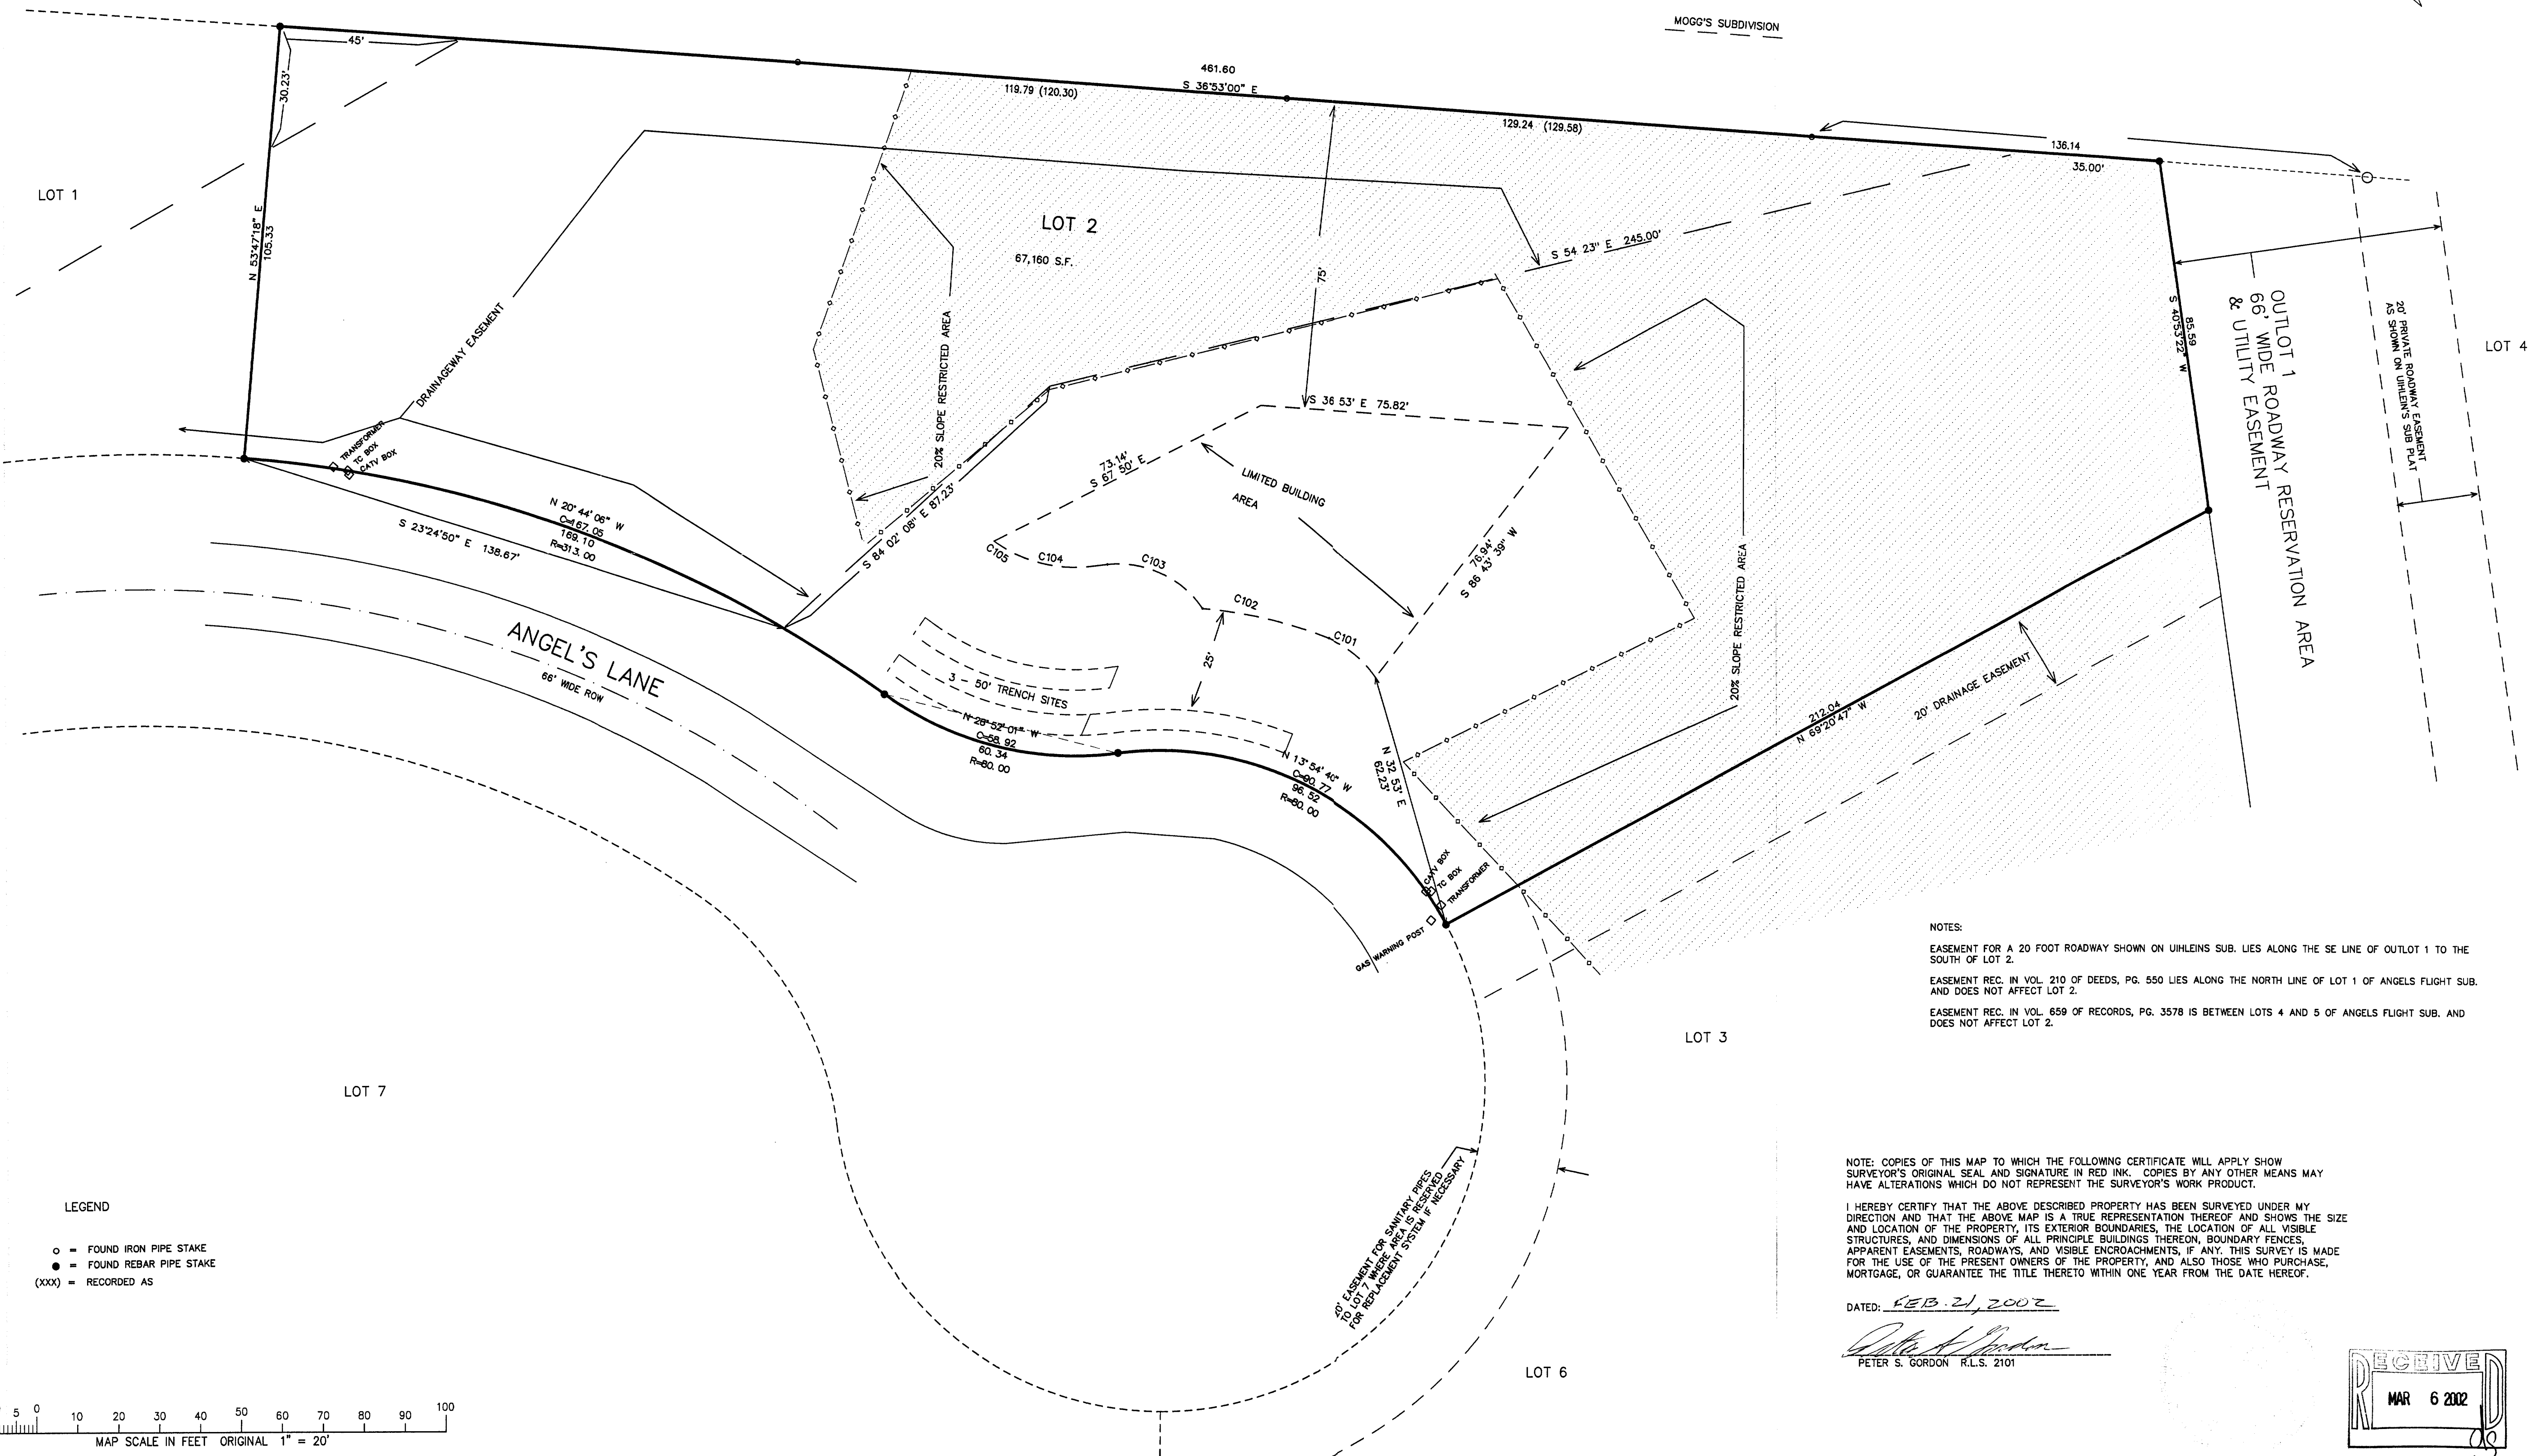 MOGG'S SUBDIVISION
45'
30.23'
461.60
S 36°53'00" E
119.79 (120.30)
129.24 (129.58)
136.14
35.00'
LOT 1
N 53°47'18" E
105.33
LOT 2
67,160 S.F.
75'
S 54 23" E 245.00'
DRAINAGEWAY EASEMENT
20% SLOPE RESTRICTED AREA
S 40°53'22" W
85.59
OUTLOT 1
66' WIDE ROADWAY RESERVATION AREA
& UTILITY EASEMENT
20' PRIVATE ROADWAY EASEMENT
AS SHOWN ON UIHLEIN'S SUB PLAT
LOT 4
S 36 53' E 75.82'
73.14'
S 67 50' E
LIMITED BUILDING
AREA
TRANSFORMER
TC BOX
CATV BOX
N 20° 44' 06" W
C=167.05
169.10
R=313.00
S 23°24'50" E 138.67'
S 84 02' 08" E 87.23'
C105
C104
C103
C102
C101
76.94'
S 86 43' 39" W
20% SLOPE RESTRICTED AREA
ANGEL'S LANE
66' WIDE ROW
25'
3 - 50' TRENCH SITES
N 28° 52' 01" W
C=58.92
60.34
R=80.00
N 13° 54' 40" W
C=90.77
96.52
R=80.00
N 32 53' E
62.23'
212.04
N 69°20'47" W
20' DRAINAGE EASEMENT
CATV BOX
TC BOX
TRANSFORMER
GAS WARNING POST
NOTES:
EASEMENT FOR A 20 FOOT ROADWAY SHOWN ON UIHLEINS SUB. LIES ALONG THE SE LINE OF OUTLOT 1 TO THE
SOUTH OF LOT 2.
EASEMENT REC. IN VOL. 210 OF DEEDS, PG. 550 LIES ALONG THE NORTH LINE OF LOT 1 OF ANGELS FLIGHT SUB.
AND DOES NOT AFFECT LOT 2.
EASEMENT REC. IN VOL. 659 OF RECORDS, PG. 3578 IS BETWEEN LOTS 4 AND 5 OF ANGELS FLIGHT SUB. AND
DOES NOT AFFECT LOT 2.
LOT 3
LOT 7
20' EASEMENT FOR SANITARY PIPES
TO LOT 7 WHERE AREA IS RESERVED
FOR REPLACEMENT SYSTEM IF NECESSARY
LOT 6
NOTE: COPIES OF THIS MAP TO WHICH THE FOLLOWING CERTIFICATE WILL APPLY SHOW
SURVEYOR'S ORIGINAL SEAL AND SIGNATURE IN RED INK. COPIES BY ANY OTHER MEANS MAY
HAVE ALTERATIONS WHICH DO NOT REPRESENT THE SURVEYOR'S WORK PRODUCT.
I HEREBY CERTIFY THAT THE ABOVE DESCRIBED PROPERTY HAS BEEN SURVEYED UNDER MY
DIRECTION AND THAT THE ABOVE MAP IS A TRUE REPRESENTATION THEREOF AND SHOWS THE SIZE
AND LOCATION OF THE PROPERTY, ITS EXTERIOR BOUNDARIES, THE LOCATION OF ALL VISIBLE
STRUCTURES, AND DIMENSIONS OF ALL PRINCIPLE BUILDINGS THEREON, BOUNDARY FENCES,
APPARENT EASEMENTS, ROADWAYS, AND VISIBLE ENCROACHMENTS, IF ANY. THIS SURVEY IS MADE
FOR THE USE OF THE PRESENT OWNERS OF THE PROPERTY, AND ALSO THOSE WHO PURCHASE,
MORTGAGE, OR GUARANTEE THE TITLE THERETO WITHIN ONE YEAR FROM THE DATE HEREOF.
DATED: FEB. 21, 2002
PETER S. GORDON R.L.S. 2101
RECEIVED
MAR 6 2002
LEGEND
o = FOUND IRON PIPE STAKE
● = FOUND REBAR PIPE STAKE
(XXX) = RECORDED AS
5 0 10 20 30 40 50 60 70 80 90 100
MAP SCALE IN FEET ORIGINAL 1" = 20'